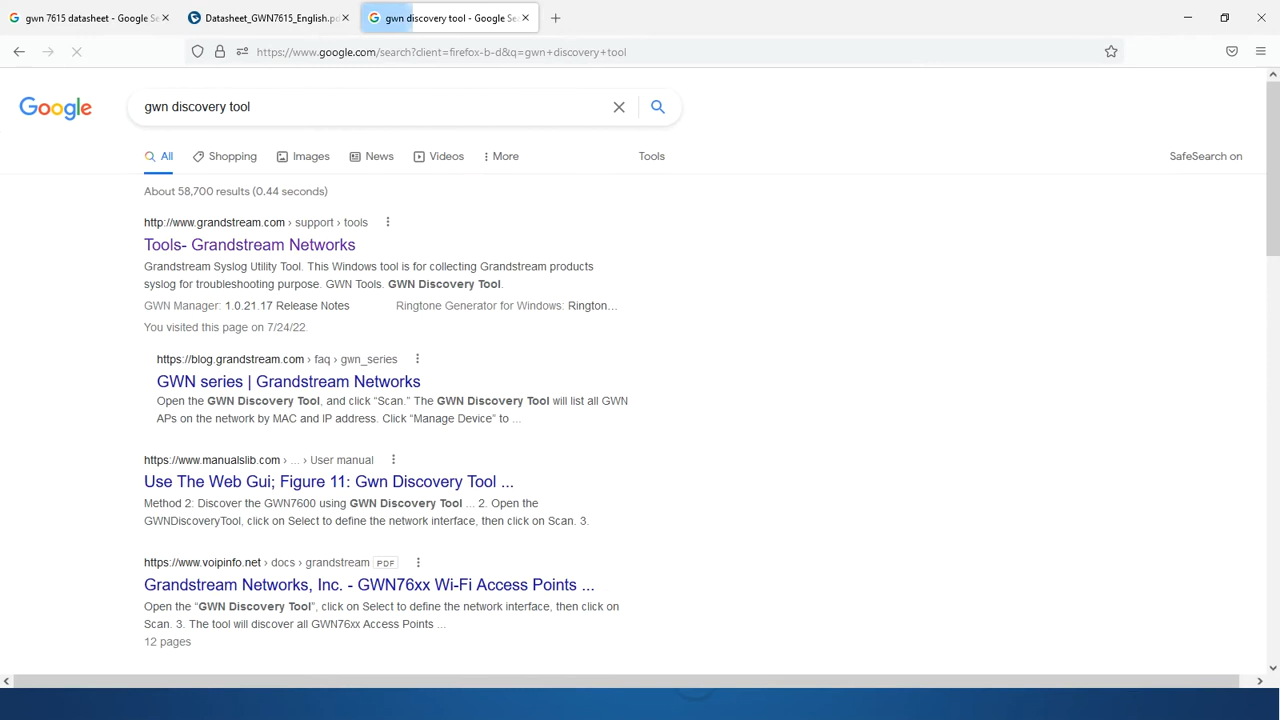 gwn 7615 datasheet - Google Se
Datasheet_GWN7615_English.pd
gwn discovery tool - Google Sea
https://www.google.com/search?client=firefox-b-d&q=gwn+discovery+tool
Google
gwn discovery tool
All
Shopping
Images
News
Videos
More
Tools
SafeSearch on
About 58,700 results (0.44 seconds)
http://www.grandstream.com › support › tools
Tools- Grandstream Networks
Grandstream Syslog Utility Tool. This Windows tool is for collecting Grandstream products
syslog for troubleshooting purpose. GWN Tools. GWN Discovery Tool.
GWN Manager: 1.0.21.17 Release Notes
Ringtone Generator for Windows: Rington...
You visited this page on 7/24/22.
https://blog.grandstream.com › faq › gwn_series
GWN series | Grandstream Networks
Open the GWN Discovery Tool, and click “Scan.” The GWN Discovery Tool will list all GWN
APs on the network by MAC and IP address. Click “Manage Device” to ...
https://www.manualslib.com › ... › User manual
Use The Web Gui; Figure 11: Gwn Discovery Tool ...
Method 2: Discover the GWN7600 using GWN Discovery Tool ... 2. Open the
GWNDiscoveryTool, click on Select to define the network interface, then click on Scan. 3.
https://www.voipinfo.net › docs › grandstream PDF
Grandstream Networks, Inc. - GWN76xx Wi-Fi Access Points ...
Open the “GWN Discovery Tool”, click on Select to define the network interface, then click on
Scan. 3. The tool will discover all GWN76xx Access Points ...
12 pages